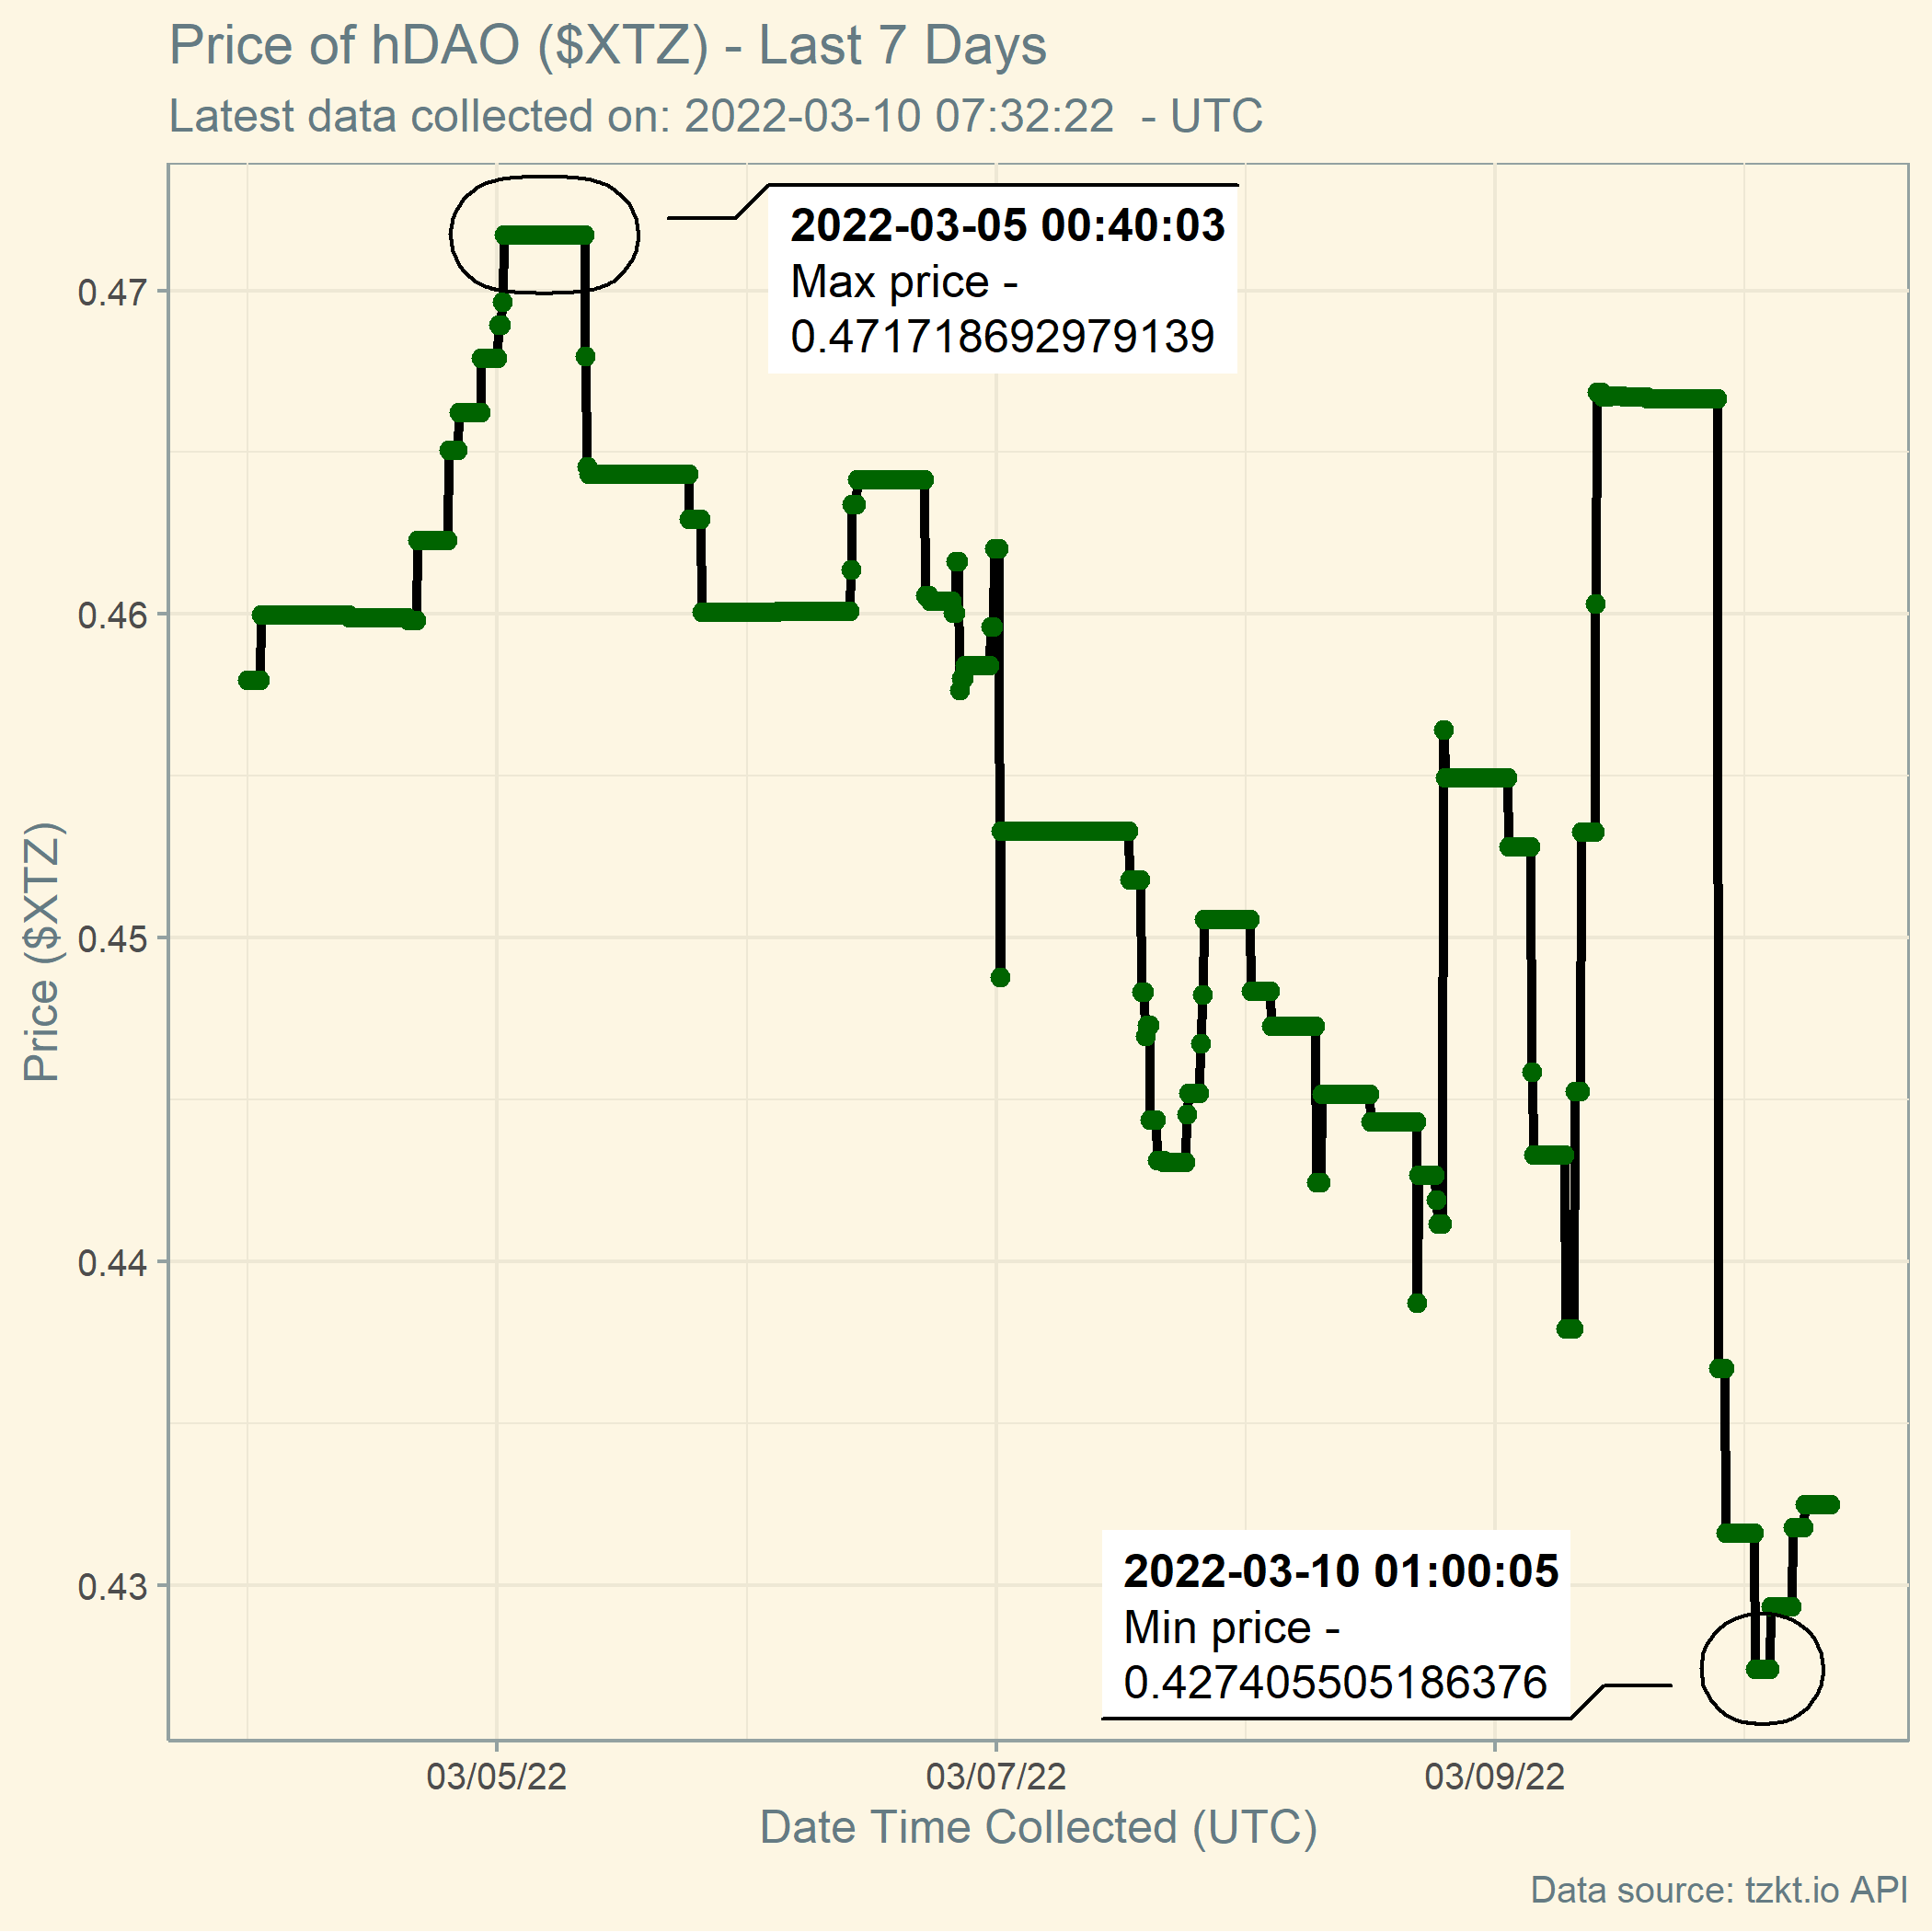 Price of hDAO ($XTZ) - Last 7 Days
Latest data collected on: 2022-03-10 07:32:22  - UTC
2022-03-05 00:40:03
Max price -
0.471718692979139
0.47
0.46
0.45
0.44
0.43
Price ($XTZ)
2022-03-10 01:00:05
Min price -
0.427405505186376
03/05/22
03/07/22
03/09/22
Date Time Collected (UTC)
Data source: tzkt.io API